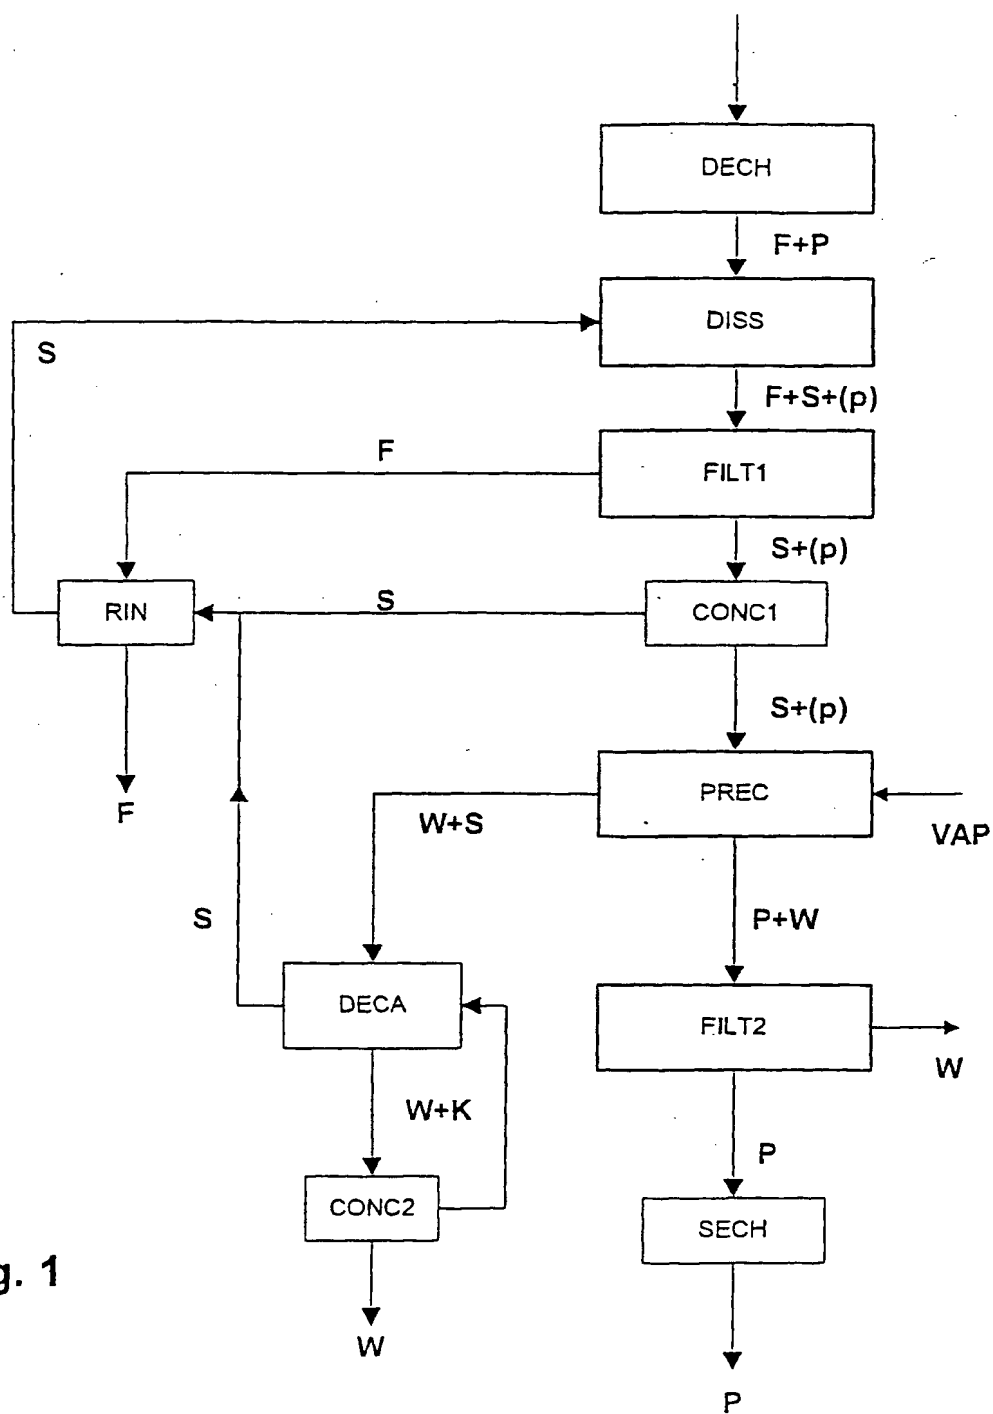 DECH
F+P
DISS
S
F+S+(p)
F
FILT1
S+(p)
RIN
S
CONC1
S+(p)
F
PREC
W+S
VAP
S
P+W
DECA
FILT2
W
W+K
P
CONC2
SECH
g. 1
W
P